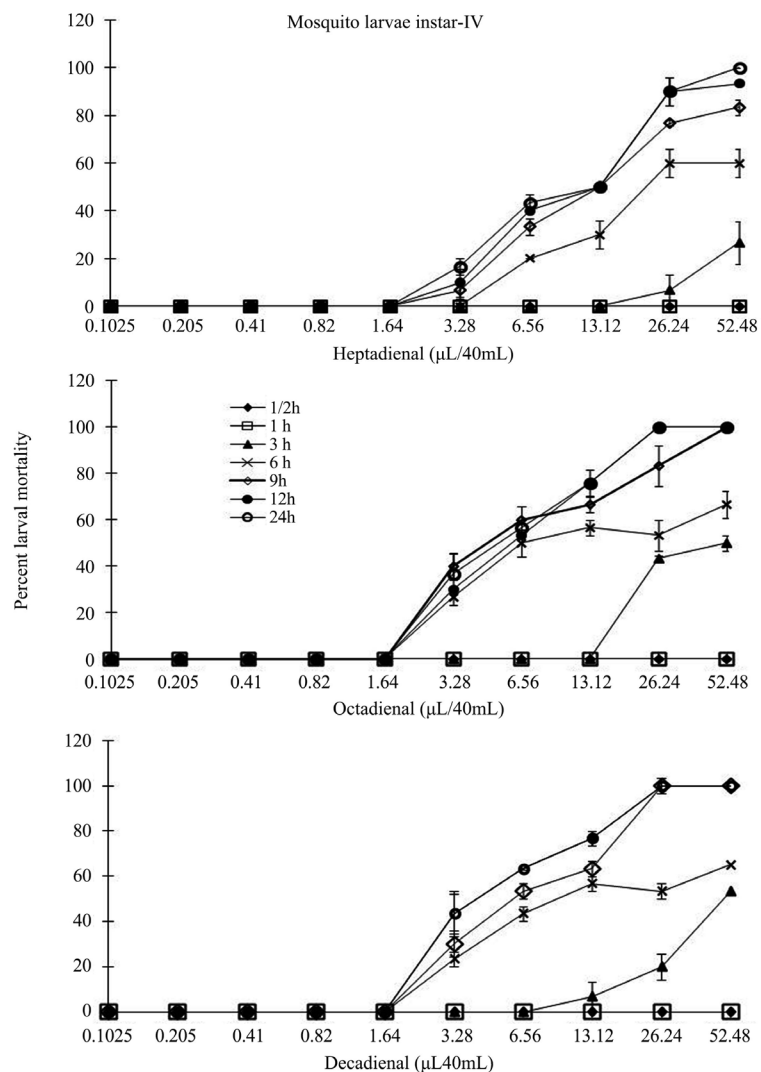 Mosquito larvae instar-IV
120
100
80
60
40
20
0
0.1025 0.205 0.41 0.82 1.64 3.28 6.56 13.12 26.24 52.48
Heptadienal (µL/40mL)
Percent larval mortality
120
100
80
60
40
20
0
1/2h
1 h
3 h
6 h
9h
12h
24h
0.1025 0.205 0.41 0.82 1.64 3.28 6.56 13.12 26.24 52.48
Octadienal (µL/40mL)
120
100
80
60
40
20
0
0.1025 0.205 0.41 0.82 1.64 3.28 6.56 13.12 26.24 52.48
Decadienal (µL40mL)